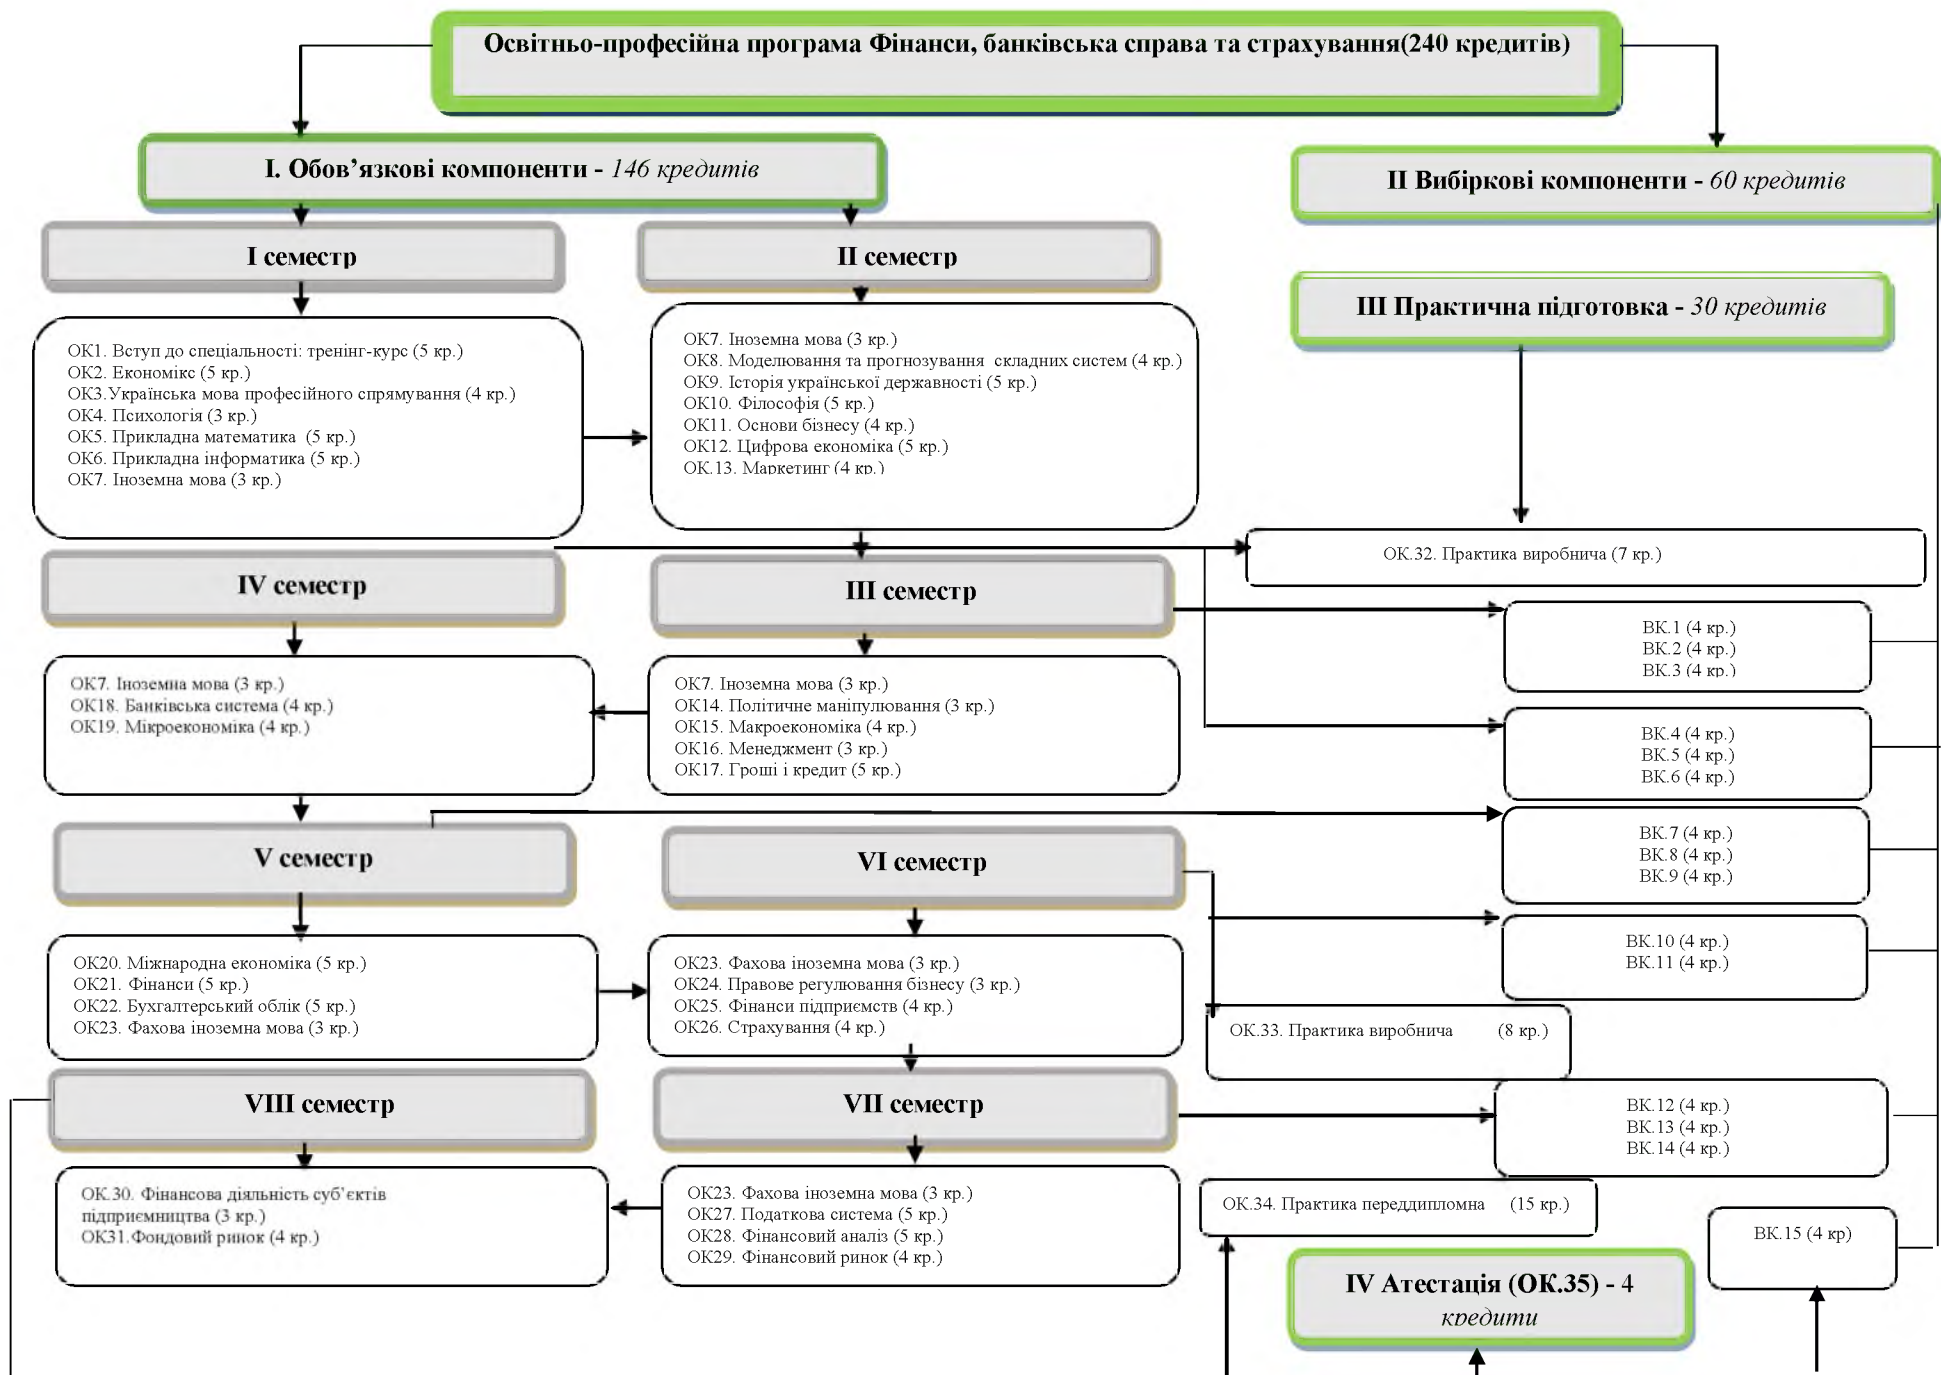 Освітньо-професійна програма Фінанси, банківська справа та страхування(240 кредитів)
І. Обов’язкові компоненти - 146 кредитів
ІІ Вибіркові компоненти - 60 кредитів
І семестр
ІІ семестр
ІІІ Практична підготовка - 30 кредитів
ОК1. Вступ до спеціальності: тренінг-курс (5 кр.)
ОК2. Економікс (5 кр.)
ОК3.Українська мова професійного спрямування (4 кр.)
ОК4. Психологія (3 кр.)
ОК5. Прикладна математика (5 кр.)
ОК6. Прикладна інформатика (5 кр.)
ОК7. Іноземна мова (3 кр.)
ОК7. Іноземна мова (3 кр.)
ОК8. Моделювання та прогнозування складних систем (4 кр.)
ОК9. Історія української державності (5 кр.)
ОК10. Філософія (5 кр.)
ОК11. Основи бізнесу (4 кр.)
ОК12. Цифрова економіка (5 кр.)
ОК.13. Маркетинг (4 кр.)
ОК.32. Практика виробнича (7 кр.)
IV семестр
ІІІ семестр
ВК.1 (4 кр.)
ВК.2 (4 кр.)
ВК.3 (4 кр.)
ОК7. Іноземна мова (3 кр.)
ОК18. Банківська система (4 кр.)
ОК19. Мікроекономіка (4 кр.)
ОК7. Іноземна мова (3 кр.)
ОК14. Політичне маніпулювання (3 кр.)
ОК15. Макроекономіка (4 кр.)
ОК16. Менеджмент (3 кр.)
ОК17. Гроші і кредит (5 кр.)
ВК.4 (4 кр.)
ВК.5 (4 кр.)
ВК.6 (4 кр.)
V семестр
VI семестр
ВК.7 (4 кр.)
ВК.8 (4 кр.)
ВК.9 (4 кр.)
ВК.10 (4 кр.)
ВК.11 (4 кр.)
ОК20. Міжнародна економіка (5 кр.)
ОК21. Фінанси (5 кр.)
ОК22. Бухгалтерський облік (5 кр.)
ОК23. Фахова іноземна мова (3 кр.)
ОК23. Фахова іноземна мова (3 кр.)
ОК24. Правове регулювання бізнесу (3 кр.)
ОК25. Фінанси підприємств (4 кр.)
ОК26. Страхування (4 кр.)
ОК.33. Практика виробнича (8 кр.)
VIII семестр
VII семестр
ВК.12 (4 кр.)
ВК.13 (4 кр.)
ВК.14 (4 кр.)
ОК.30. Фінансова діяльність суб’єктів
підприємництва (3 кр.)
ОК31.Фондовий ринок (4 кр.)
ОК23. Фахова іноземна мова (3 кр.)
ОК27. Податкова система (5 кр.)
ОК28. Фінансовий аналіз (5 кр.)
ОК29. Фінансовий ринок (4 кр.)
ОК.34. Практика переддипломна (15 кр.)
ВК.15 (4 кр)
IV Атестація (ОК.35) - 4
кредити